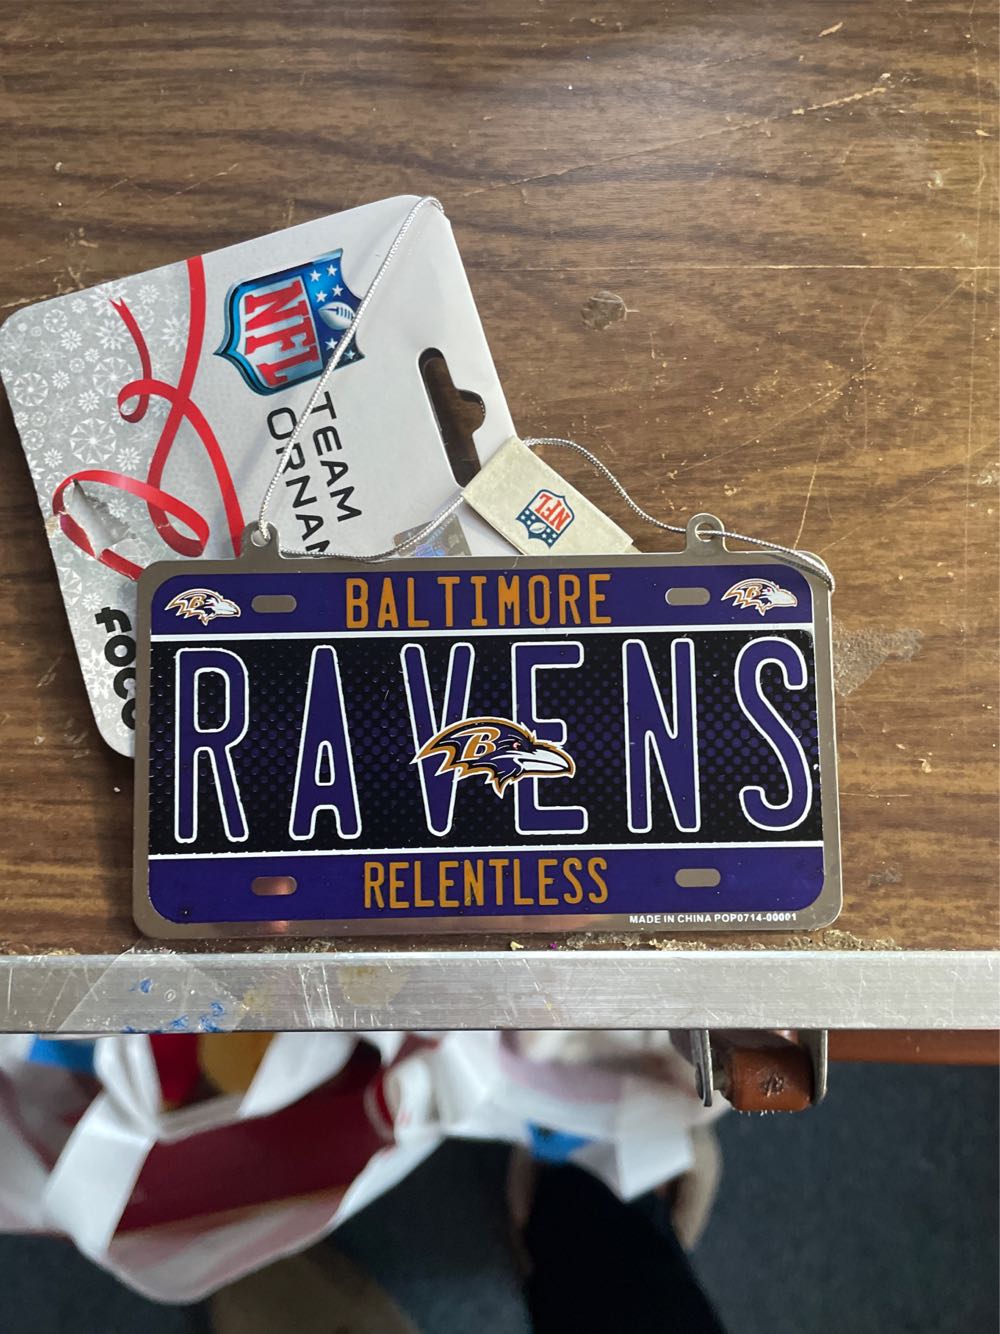 NFL
TEAM
ORNAM
FOCO
NFL
BALTIMORE
RAVENS
B
RELENTLESS
MADE IN CHINA POP0714-00001